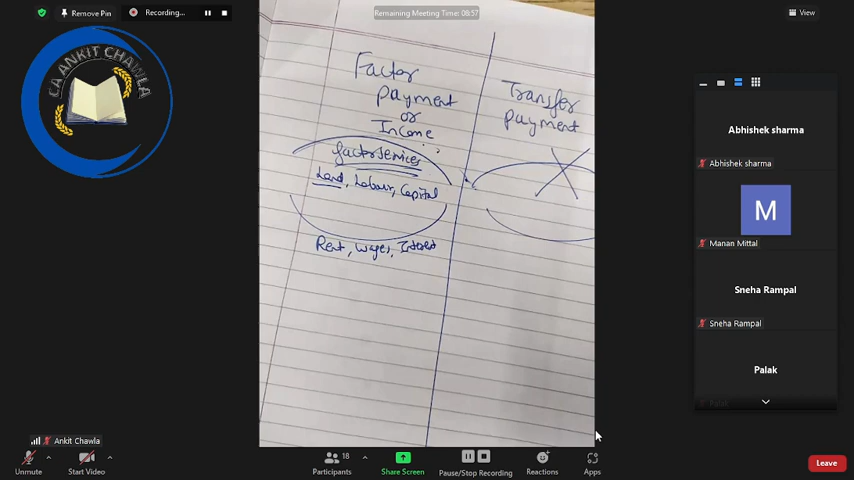 Remaining Meeting Time: 08:57
Remove Pin
Recording...
View
CA ANKIT CHAWLA
Factor
payment
or
Income
factor services
Land, Labour, Capital
Rent, wages, Interest
Transfer
payment
Abhishek sharma
Abhishek sharma
M
Manan Mittal
Sneha Rampal
Sneha Rampal
Palak
Palak
Ankit Chawla
Unmute
Start Video
18
Participants
Share Screen
Pause/Stop Recording
Reactions
Apps
Leave